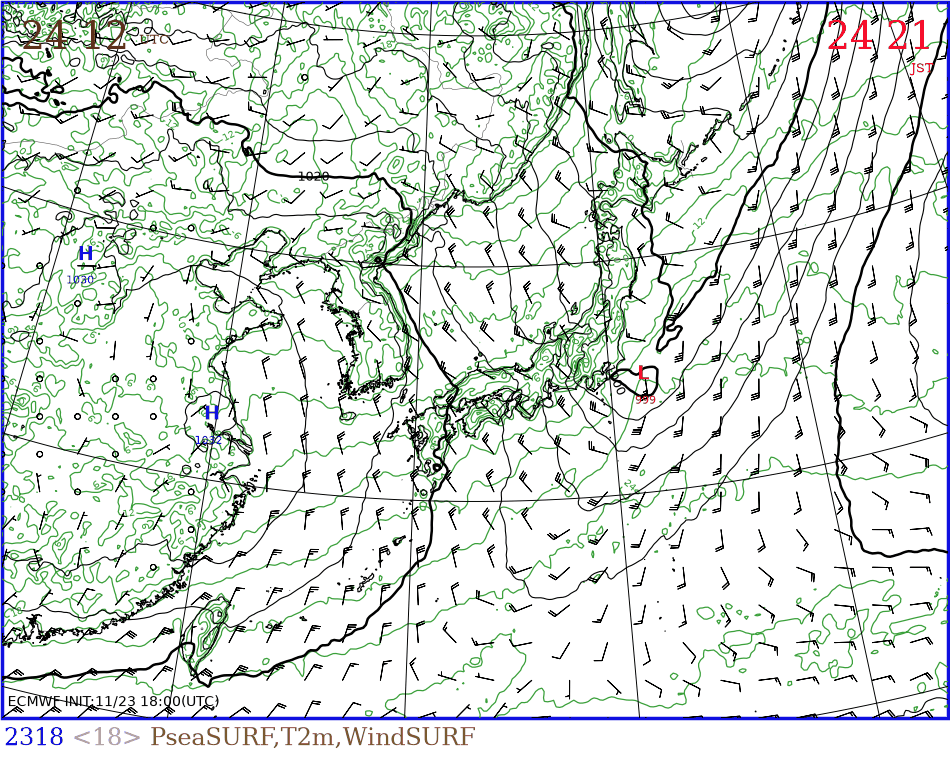 24 12 UTC
24 21
JST
1020
H
1030
H
1032
L
999
ECMWF INIT:11/23 18:00(UTC)
2318 <18> PseaSURF,T2m,WindSURF